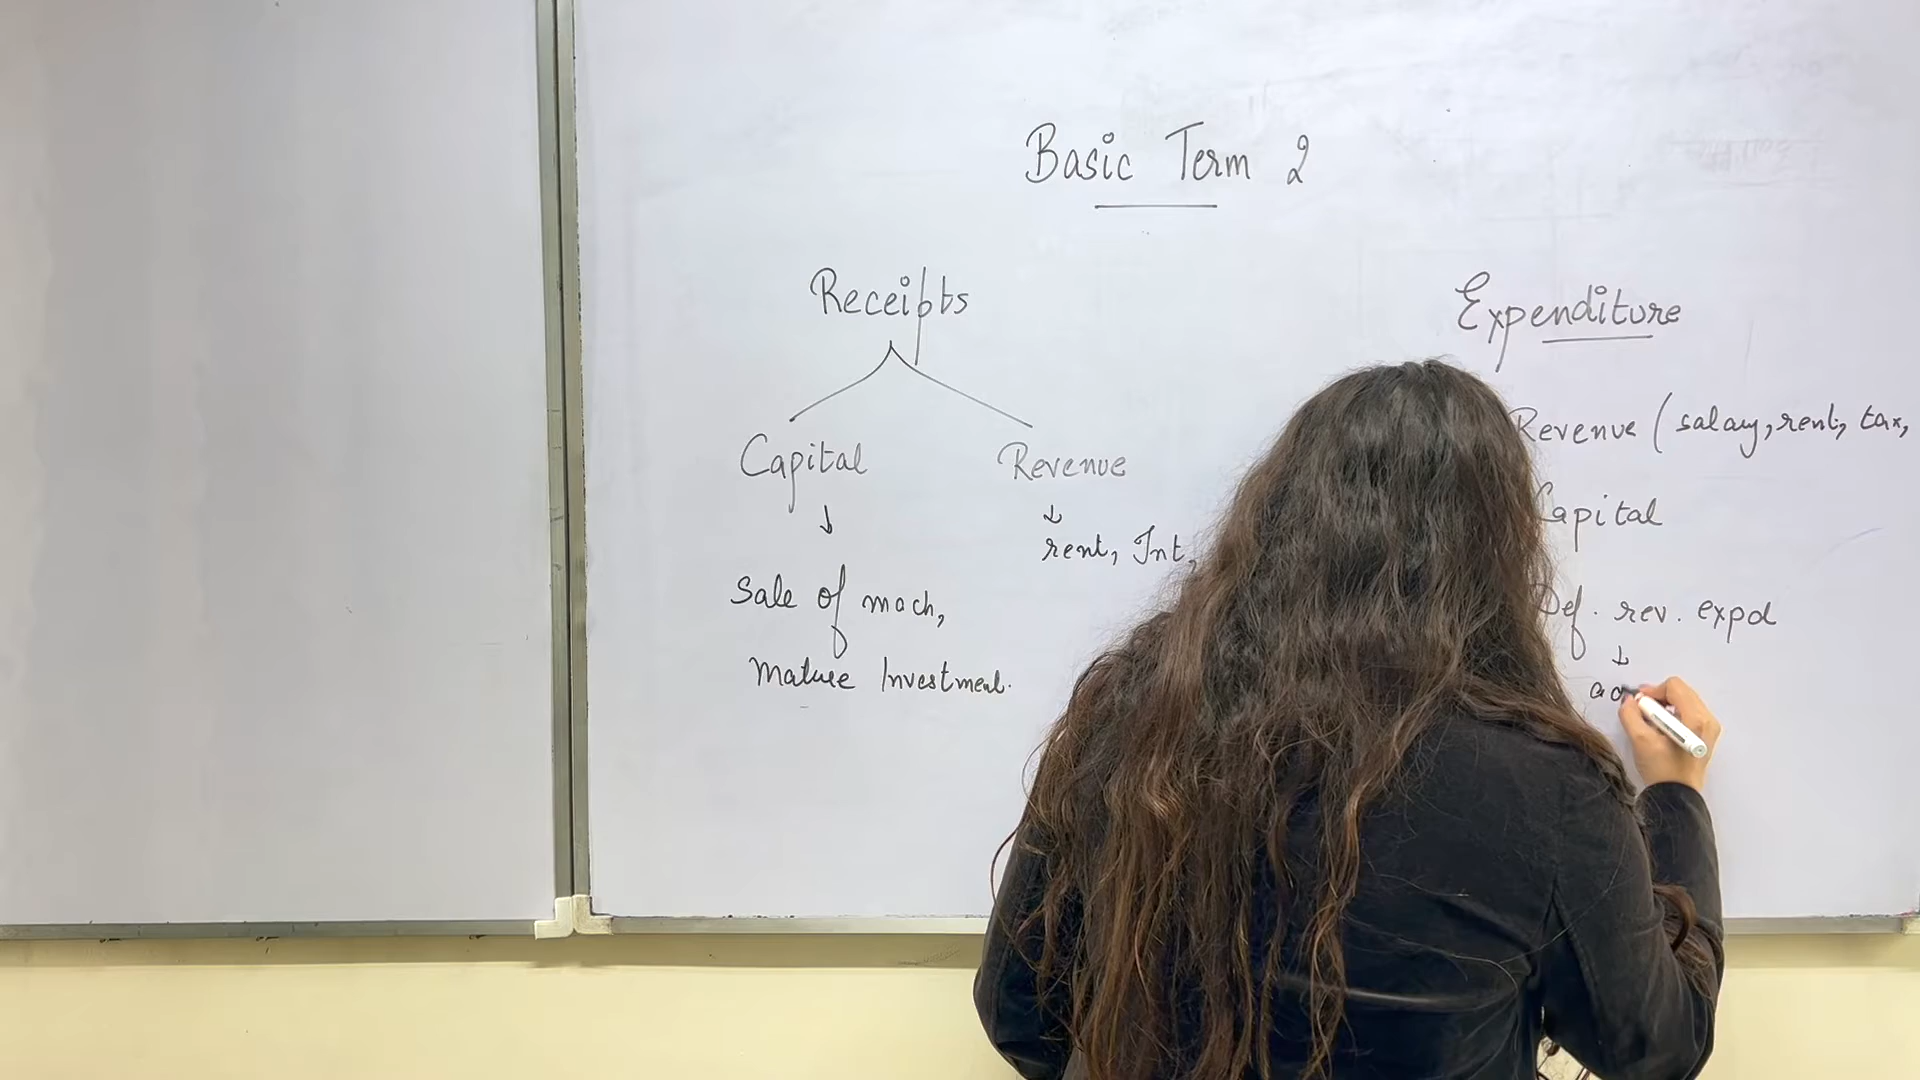 Basic Term 2
Receipts
Capital
Revenue
↓
↓
rent, Int,
Sale of mach,
Mature Investment.
Expenditure
Revenue (salary, rent, tax,
Capital
Def. rev. expd
↓